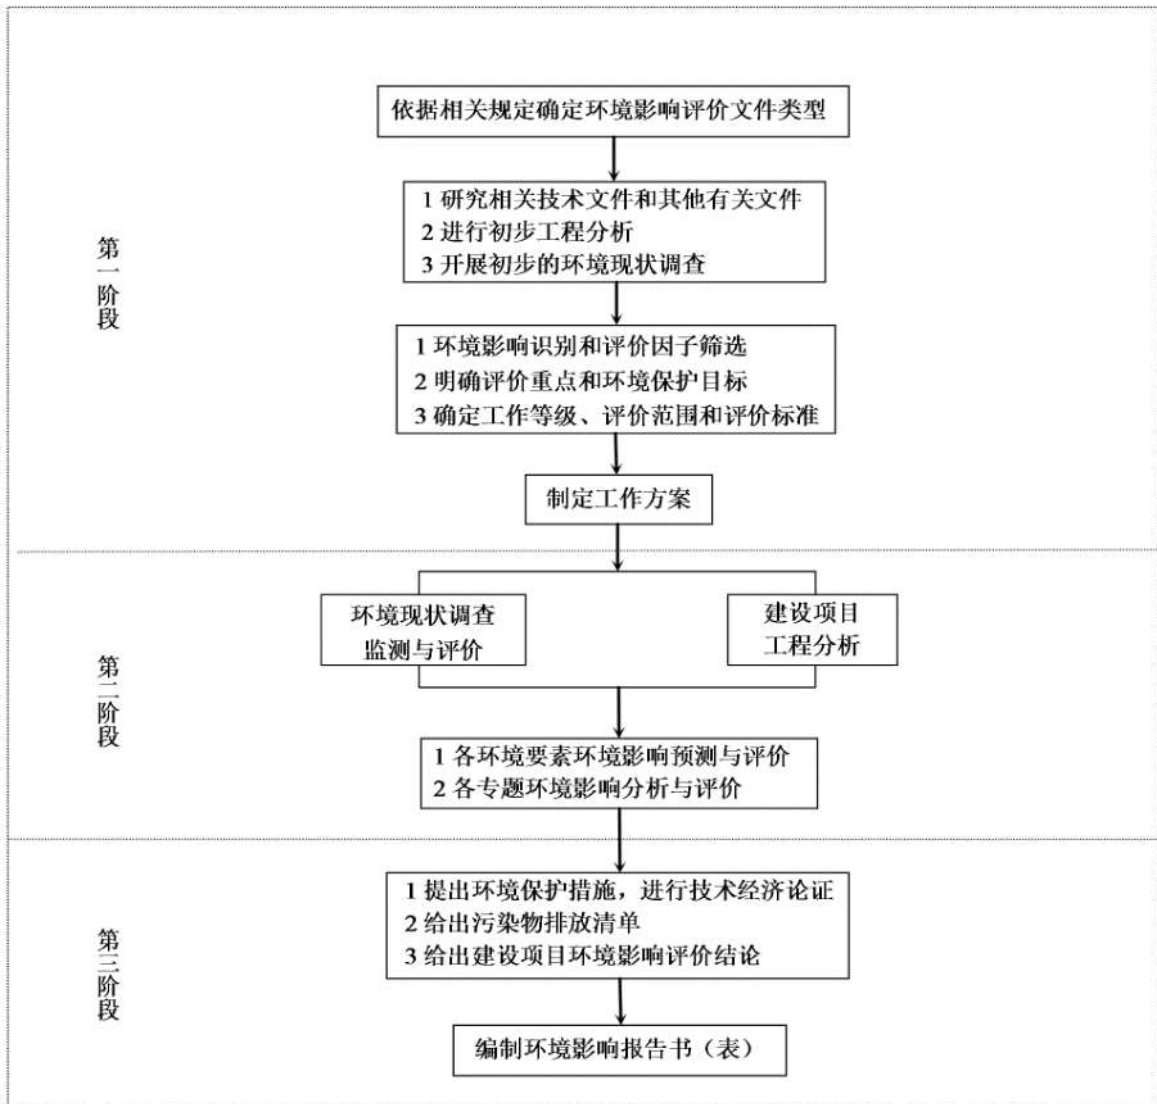 依据相关规定确定环境影响评价文件类型
1 研究相关技术文件和其他有关文件
2 进行初步工程分析
3 开展初步的环境现状调查
第一阶段
1 环境影响识别和评价因子筛选
2 明确评价重点和环境保护目标
3 确定工作等级、评价范围和评价标准
制定工作方案
环境现状调查
监测与评价
建设项目
工程分析
第二阶段
1 各环境要素环境影响预测与评价
2 各专题环境影响分析与评价
1 提出环境保护措施，进行技术经济论证
2 给出污染物排放清单
3 给出建设项目环境影响评价结论
第三阶段
编制环境影响报告书（表）